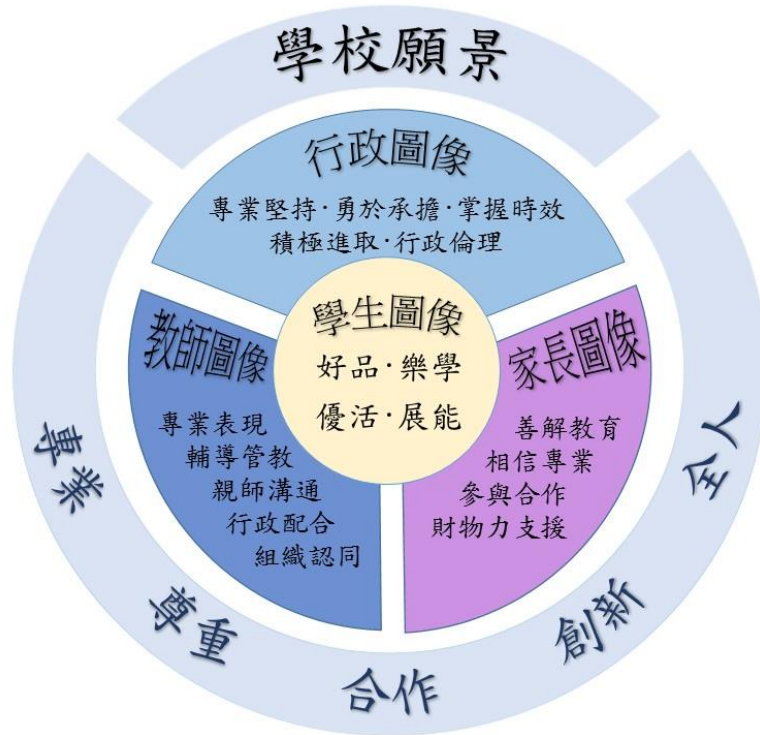 學校願景
行政圖像
專業堅持·勇於承擔·掌握時效
積極進取·行政倫理
學生圖像
好品·樂學
優活·展能
教師圖像
專業表現
輔導管教
親師溝通
行政配合
組織認同
家長圖像
善解教育
相信專業
參與合作
財物力支援
專業
尊重
合作
創新
全人